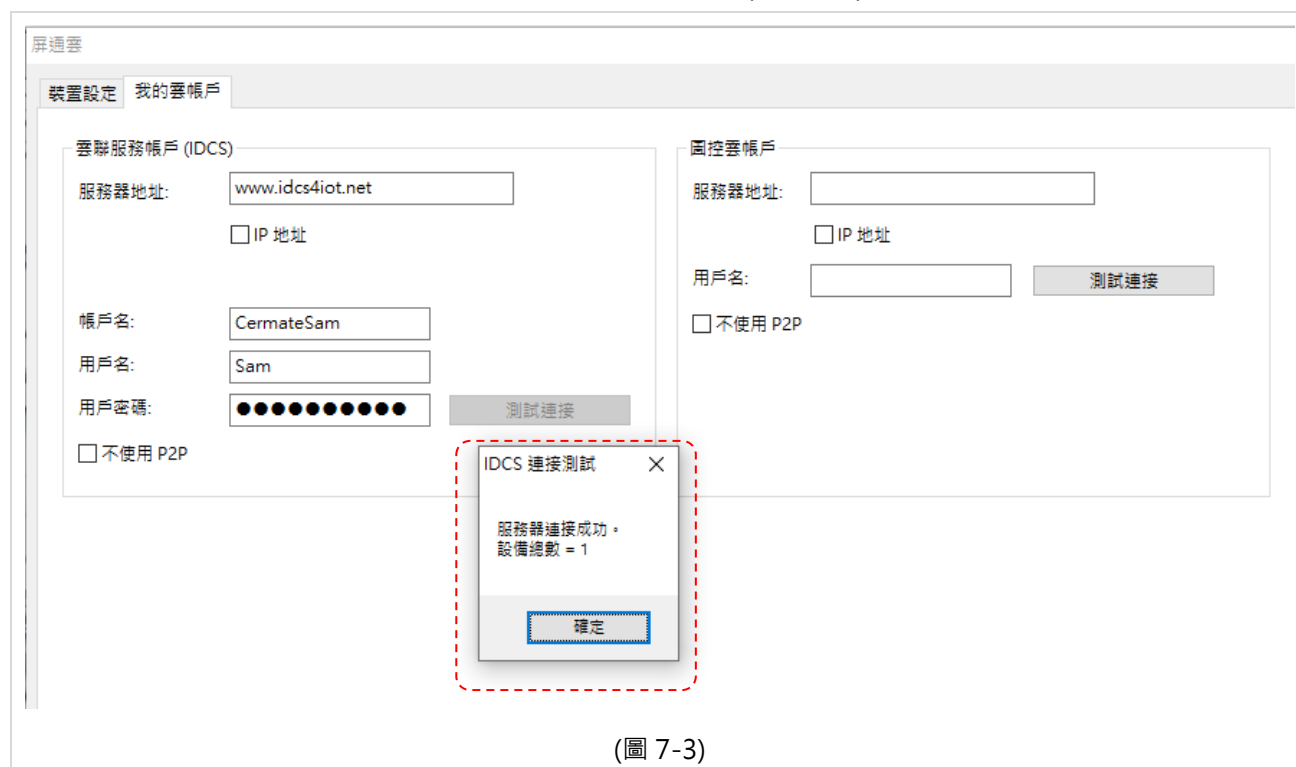 屏通雲
裝置設定 我的雲帳戶
雲聯服務帳戶 (IDCS)
服務器地址: www.idcs4iot.net
IP 地址
帳戶名: CermateSam
用戶名: Sam
用戶密碼: ●●●●●●●●●● 測試連接
不使用 P2P
圖控雲帳戶
服務器地址:
IP 地址
用戶名: 測試連接
不使用 P2P
IDCS 連接測試
服務器連接成功。
設備總數 = 1
確定
(圖 7-3)